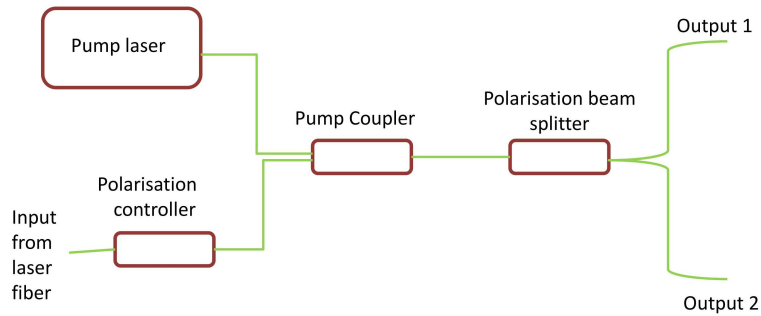 Pump laser
Output 1
Pump Coupler
Polarisation beam
splitter
Polarisation
controller
Input
from
laser
fiber
Output 2